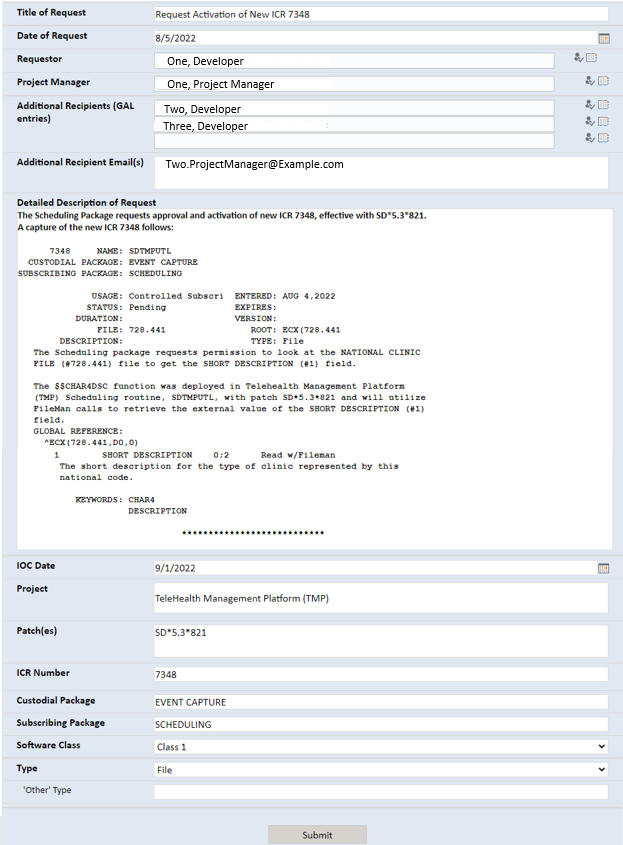 Title of Request Request Activation of New ICR 7348
Date of Request 8/5/2022
Requestor One, Developer
Project Manager One, Project Manager
Additional Recipients (GAL Two, Developer
entries) Three, Developer
Additional Recipient Email(s) Two.ProjectManager@Example.com
Detailed Description of Request
The Scheduling Package requests approval and activation of new ICR 7348, effective with SD*5.3*821.
A capture of the new ICR 7348 follows:
7348 NAME: SDTMPUTL
CUSTODIAL PACKAGE: EVENT CAPTURE
SUBSCRIBING PACKAGE: SCHEDULING
USAGE: Controlled Subscri ENTERED: AUG 4,2022
STATUS: Pending EXPIRES:
DURATION: VERSION:
FILE: 728.441 ROOT: ECX(728.441
DESCRIPTION: TYPE: File
The Scheduling package requests permission to look at the NATIONAL CLINIC
FILE (#728.441) file to get the SHORT DESCRIPTION (#1) field.
The $$CHAR4DSC function was deployed in Telehealth Management Platform
(TMP) Scheduling routine, SDTMPUTL, with patch SD*5.3*821 and will utilize
FileMan calls to retrieve the external value of the SHORT DESCRIPTION (#1)
field.
GLOBAL REFERENCE:
^ECX(728.441,D0,0)
1 SHORT DESCRIPTION 0;2 Read w/Fileman
The short description for the type of clinic represented by this
national code.
KEYWORDS: CHAR4
DESCRIPTION
***************************
IOC Date 9/1/2022
Project TeleHealth Management Platform (TMP)
Patch(es) SD*5.3*821
ICR Number 7348
Custodial Package EVENT CAPTURE
Subscribing Package SCHEDULING
Software Class Class 1
Type File
'Other' Type
Submit